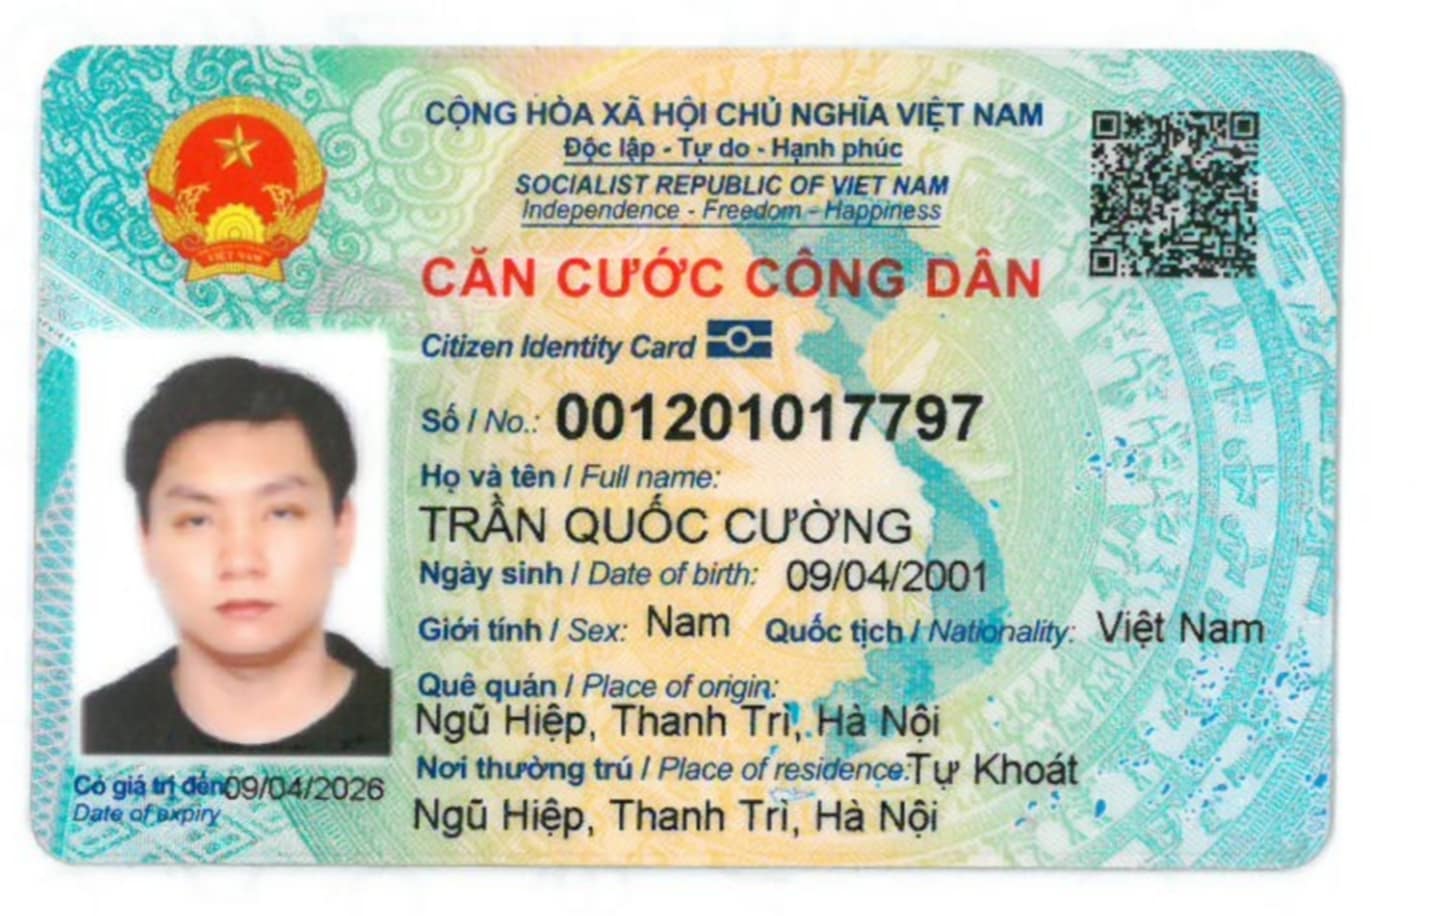 CỘNG HÒA XÃ HỘI CHỦ NGHĨA VIỆT NAM
Độc lập - Tự do - Hạnh phúc
SOCIALIST REPUBLIC OF VIET NAM
Independence - Freedom - Happiness
CĂN CƯỚC CÔNG DÂN
Citizen Identity Card
Số / No.: 001201017797
Họ và tên / Full name:
TRẦN QUỐC CƯỜNG
Ngày sinh / Date of birth: 09/04/2001
Giới tính / Sex: Nam Quốc tịch / Nationality: Việt Nam
Quê quán / Place of origin:
Ngũ Hiệp, Thanh Trì, Hà Nội
Nơi thường trú / Place of residence: Tự Khoát
Ngũ Hiệp, Thanh Trì, Hà Nội
Có giá trị đến 09/04/2026
Date of expiry
VIỆT NAM